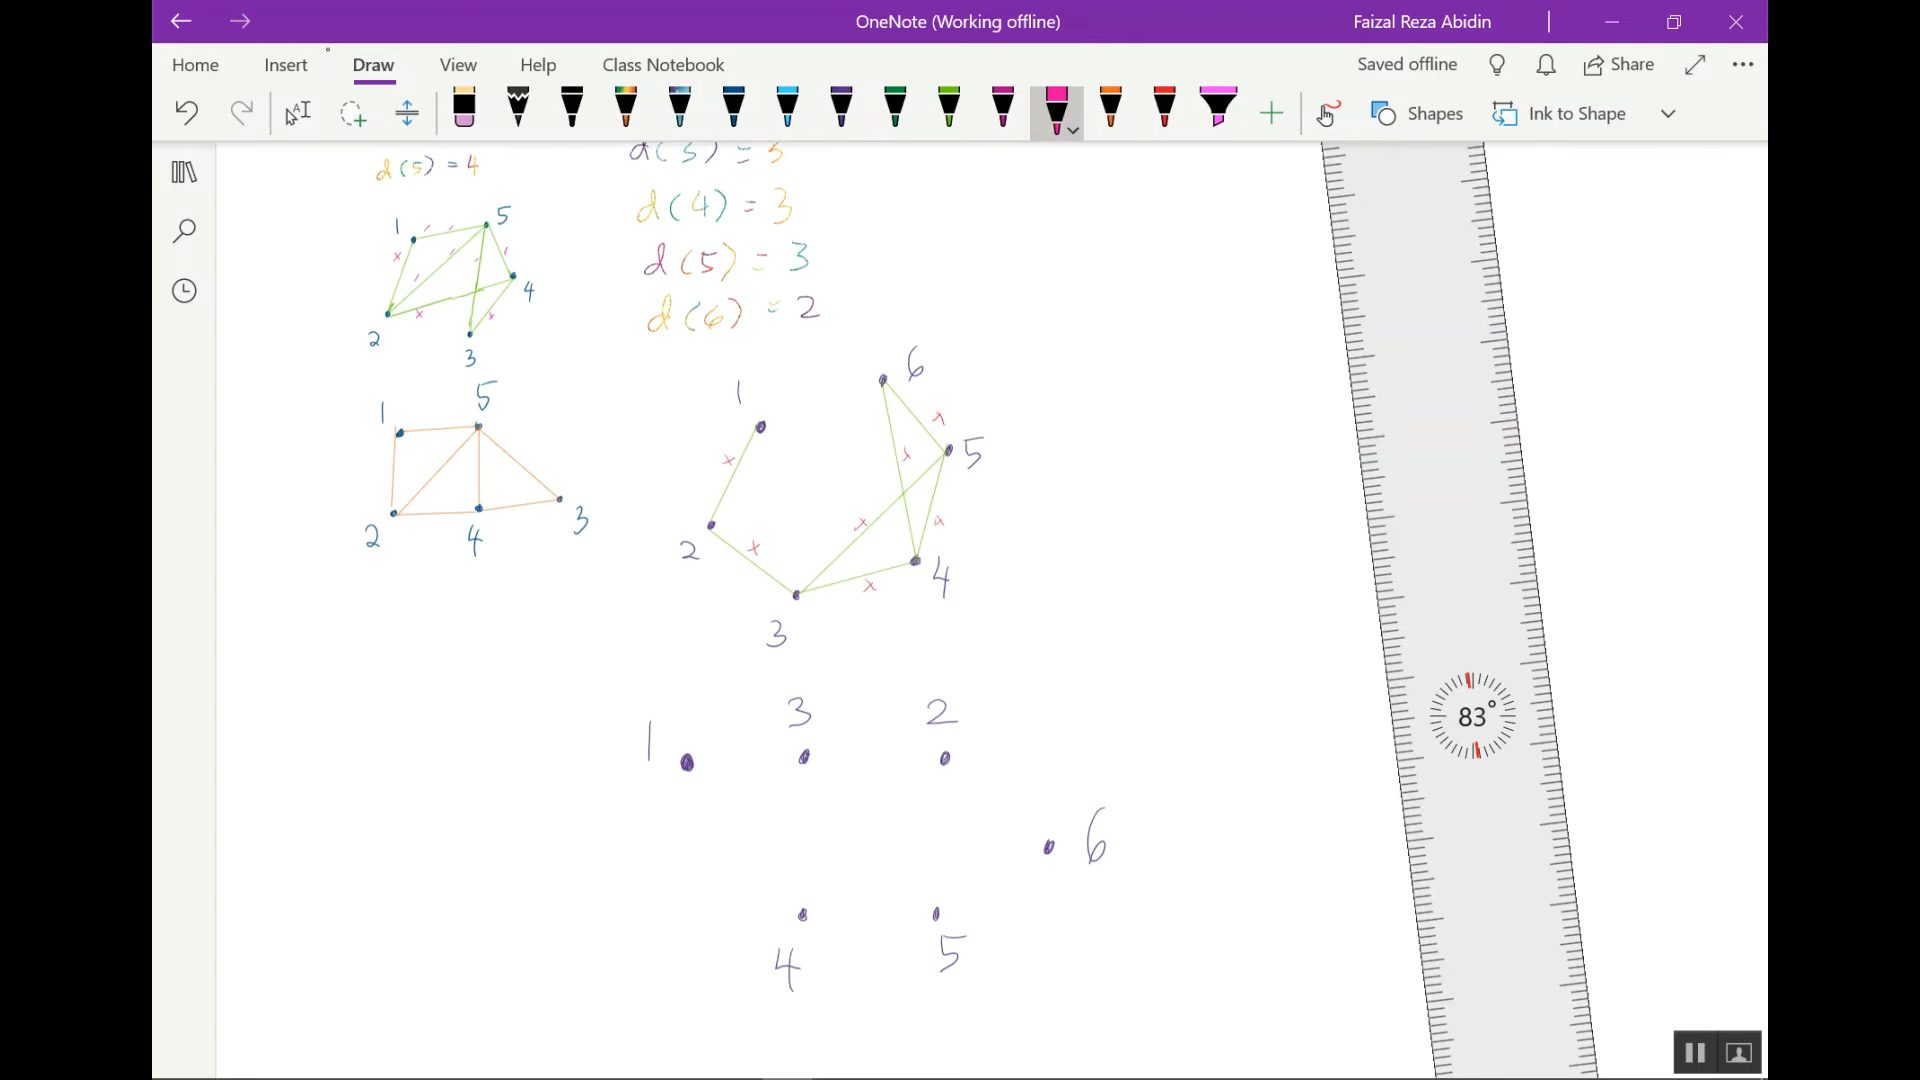 OneNote (Working offline)
Faizal Reza Abidin
Home Insert Draw View Help Class Notebook
Saved offline
Share
Shapes
Ink to Shape
d(5) = 4
d(3) = 3
d(4) = 3
d(5) = 3
d(6) = 2
1 5
4
2
3
1 5
2 4 3
6
1
5
2
4
3
1 3 2
6
4 5
83°